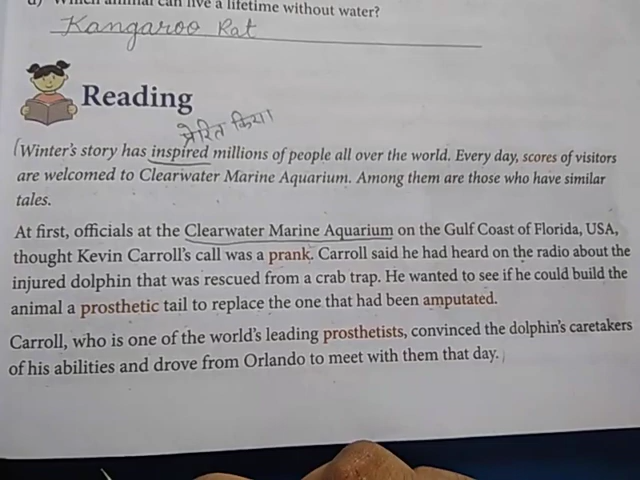 d) Which animal can live a lifetime without water?
Kangaroo Rat
Reading
प्रेरित किया
Winter's story has inspired millions of people all over the world. Every day, scores of visitors
are welcomed to Clearwater Marine Aquarium. Among them are those who have similar
tales.
At first, officials at the Clearwater Marine Aquarium on the Gulf Coast of Florida, USA,
thought Kevin Carroll's call was a prank. Carroll said he had heard on the radio about the
injured dolphin that was rescued from a crab trap. He wanted to see if he could build the
animal a prosthetic tail to replace the one that had been amputated.
Carroll, who is one of the world's leading prosthetists, convinced the dolphin's caretakers
of his abilities and drove from Orlando to meet with them that day.